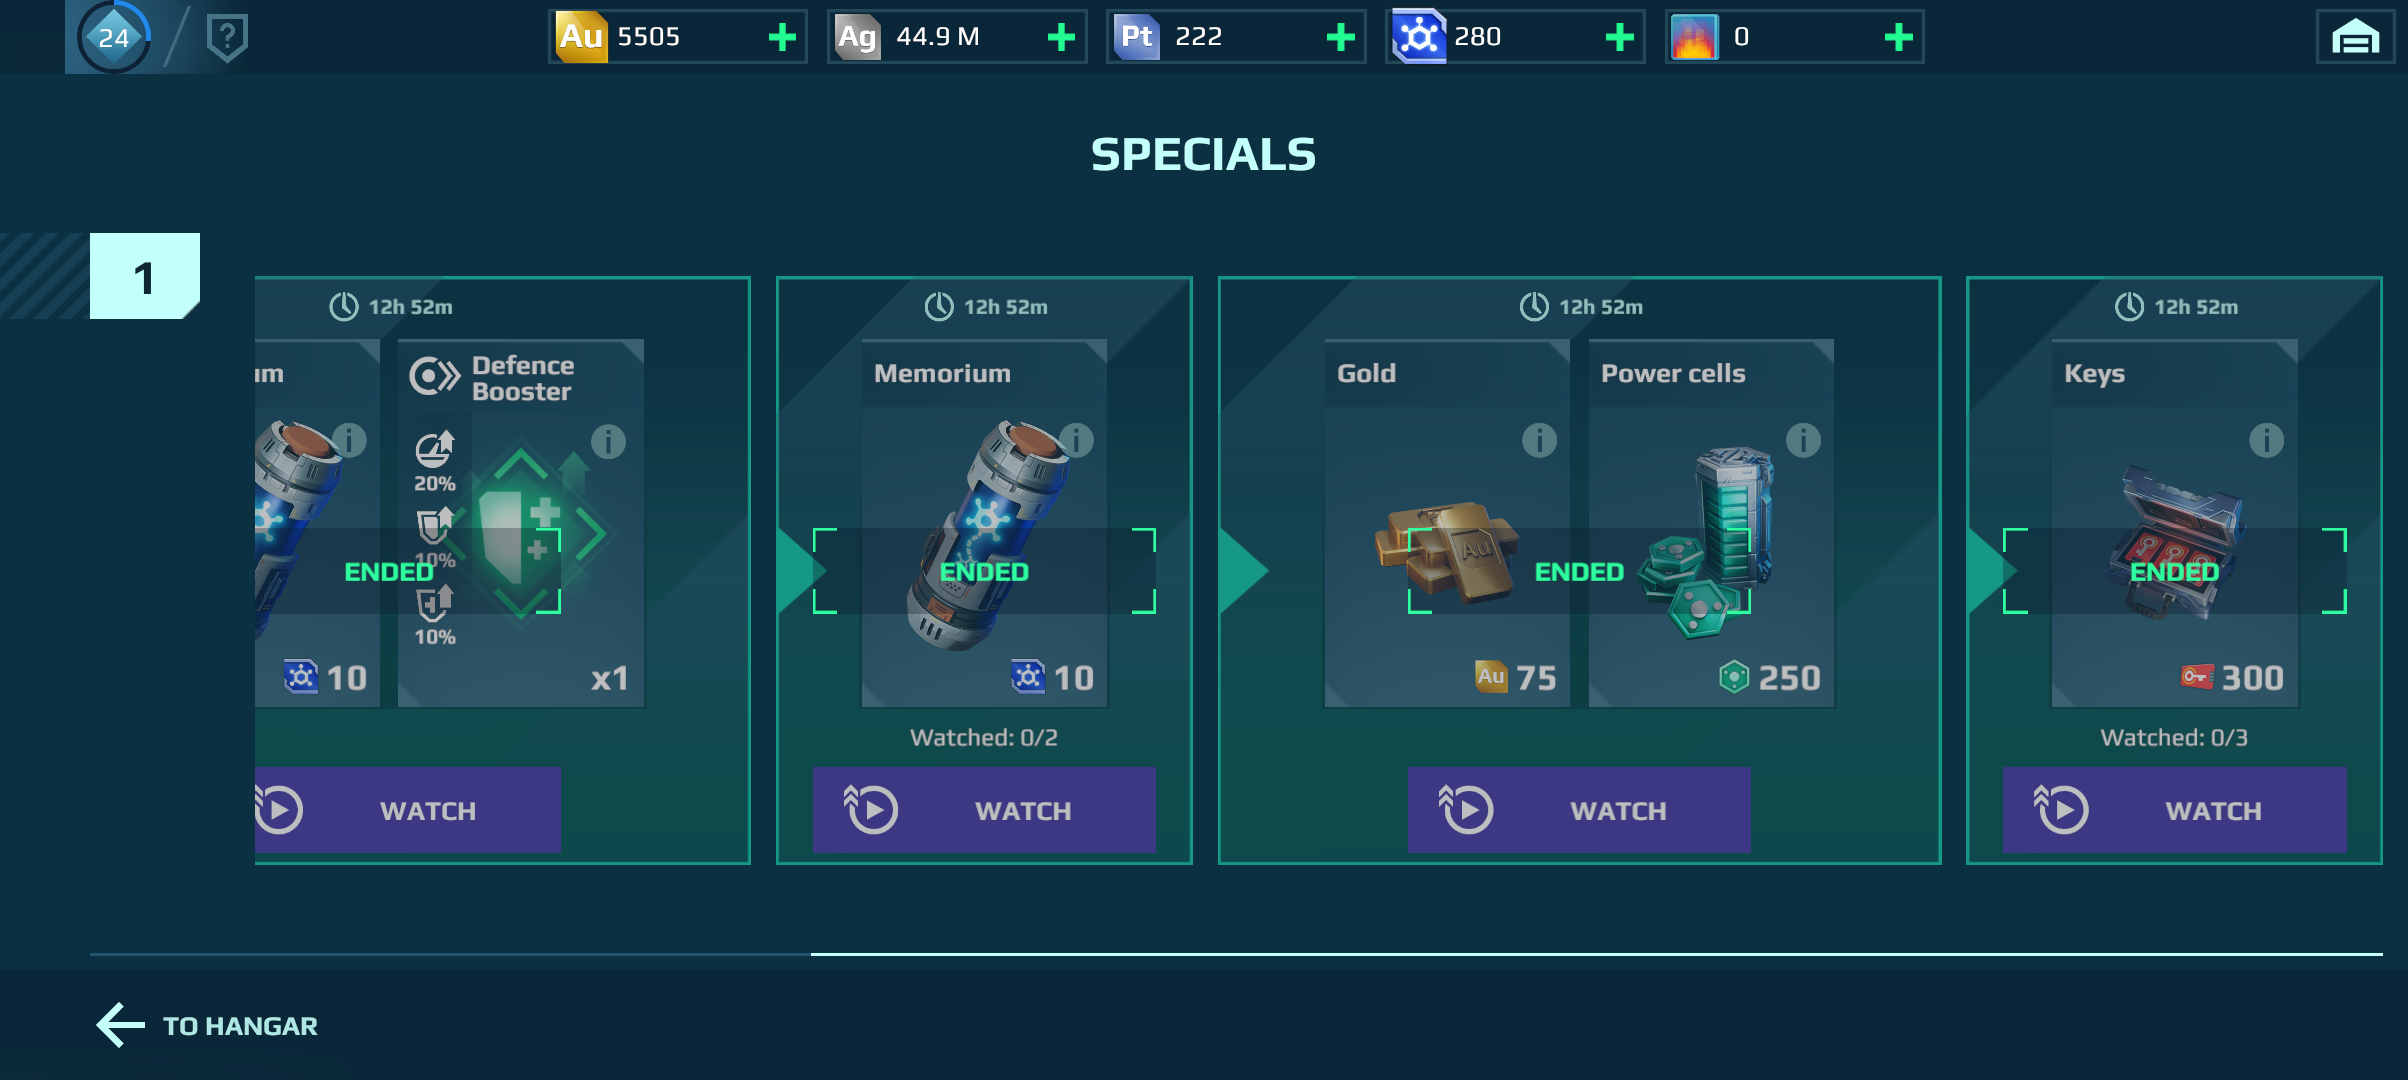 24
?
Au 5505
Ag 44.9 M
Pt 222
280
0
SPECIALS
1
12h 52m
um
10
Defence
Booster
20%
10%
10%
x1
ENDED
WATCH
12h 52m
Memorium
ENDED
10
Watched: 0/2
WATCH
12h 52m
Gold
Au
Au 75
Power cells
250
ENDED
WATCH
12h 52m
Keys
ENDED
300
Watched: 0/3
WATCH
TO HANGAR